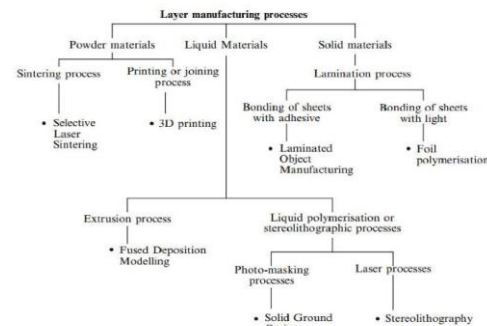 Layer manufacturing processes
Powder materials
Liquid Materials
Solid materials
Sintering process
Printing or joining
process
Lamination process
• Selective
Laser
Sintering
• 3D printing
Bonding of sheets
with adhesive
Bonding of sheets
with light
• Laminated
Object
Manufacturing
• Foil
polymerisation
Extrusion process
Liquid polymerisation or
stereolithographic processes
• Fused Deposition
Modelling
Photo-masking
processes
Laser processes
• Solid Ground
• Stereolithography